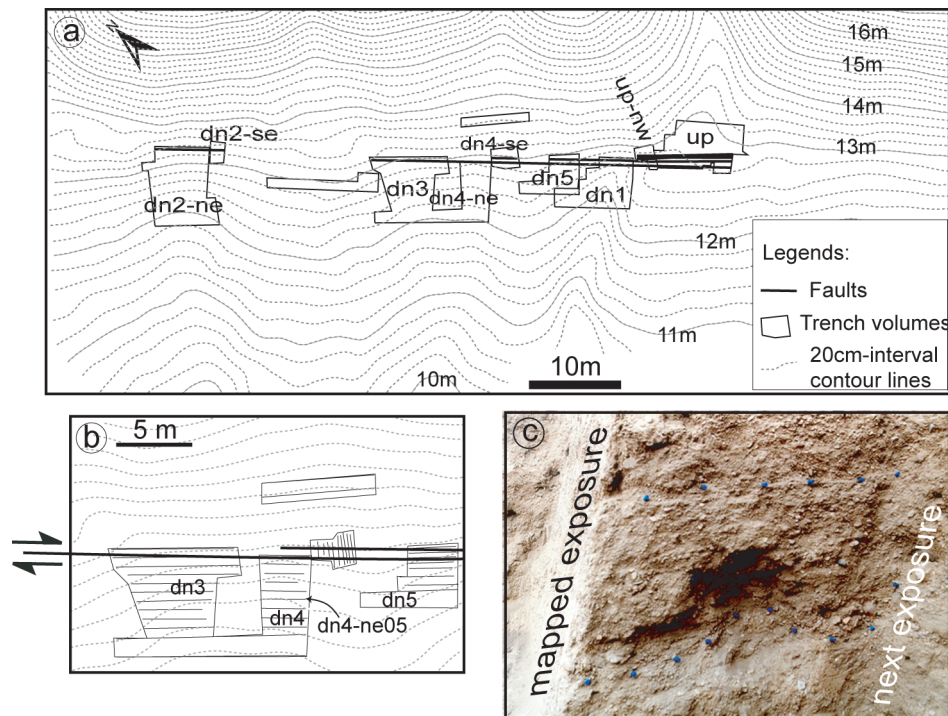 a
16m
15m
14m
13m
12m
11m
10m
up-nw
up
dn2-se
dn4-se
dn3
dn4-ne
dn5
dn1
dn2-ne
10m
Legends:
Faults
Trench volumes
20cm-interval
contour lines
b
5 m
dn3
dn4
dn5
dn4-ne05
c
mapped exposure
next exposure